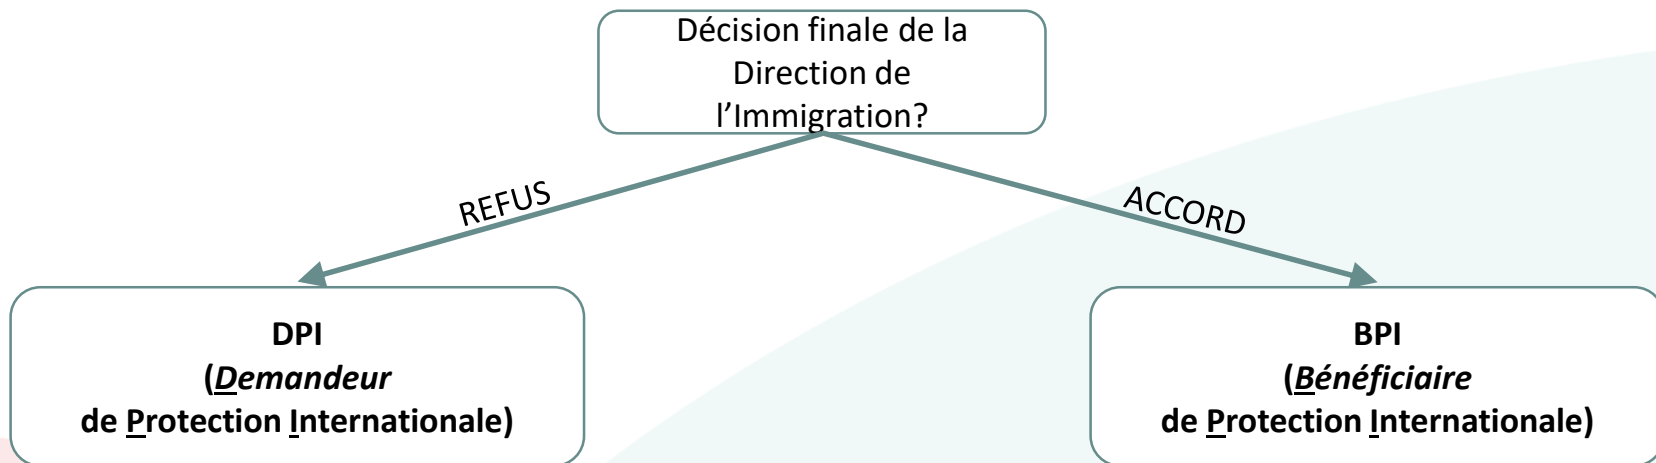 Décision finale de la
Direction de
l’Immigration?
REFUS
ACCORD
DPI
(Demandeur
de Protection Internationale)
BPI
(Bénéficiaire
de Protection Internationale)